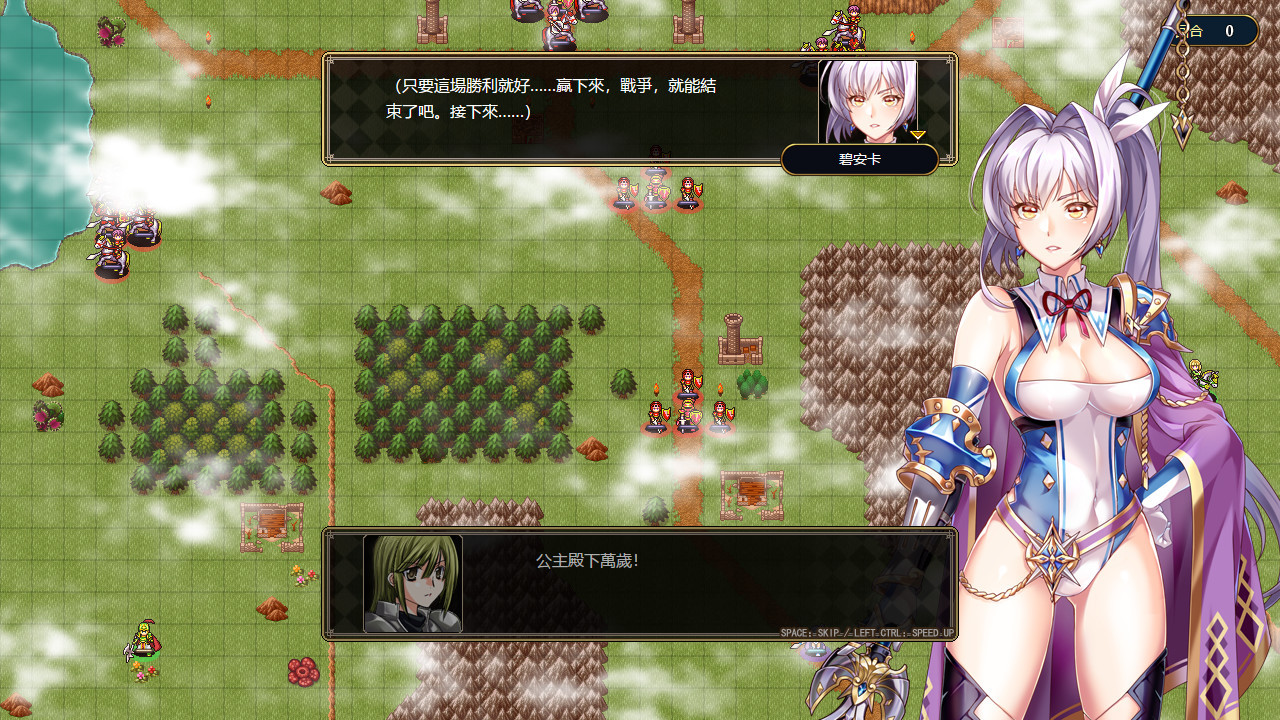 合 0
（只要這場勝利就好……贏下來，戰爭，就能結
束了吧。接下來……）
碧安卡
公主殿下萬歲！
SPACE: SKIP / LEFT CTRL: SPEED UP